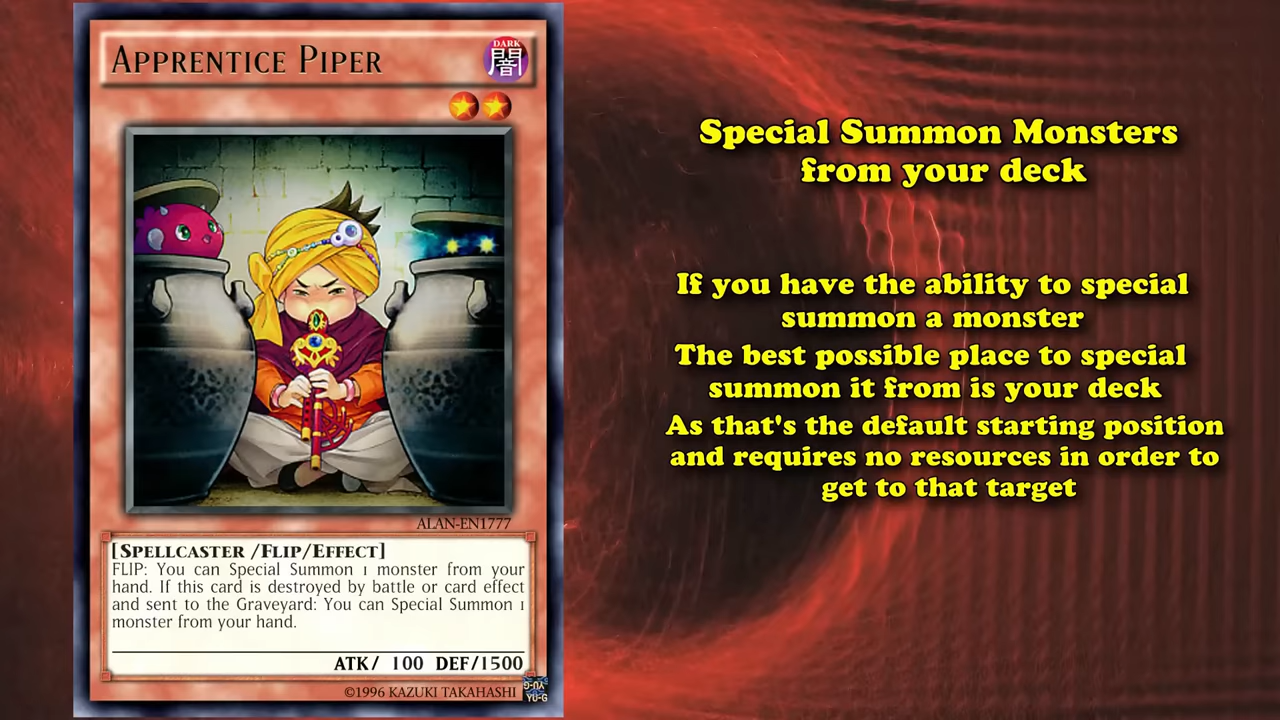 APPRENTICE PIPER
DARK
闇
ALAN-EN1777
[SPELLCASTER /FLIP/EFFECT]
FLIP: You can Special Summon 1 monster from your
hand. If this card is destroyed by battle or card effect
and sent to the Graveyard: You can Special Summon 1
monster from your hand.
ATK/ 100 DEF/1500
©1996 KAZUKI TAKAHASHI
Special Summon Monsters
from your deck
If you have the ability to special
summon a monster
The best possible place to special
summon it from is your deck
As that's the default starting position
and requires no resources in order to
get to that target